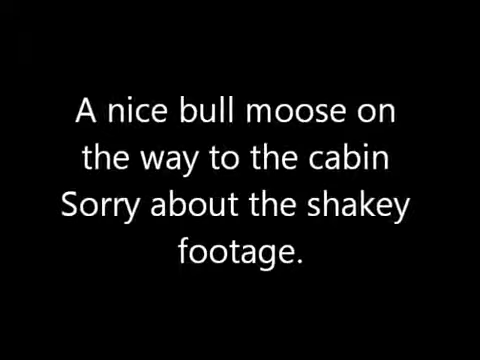 A nice bull moose on
the way to the cabin
Sorry about the shakey
footage.